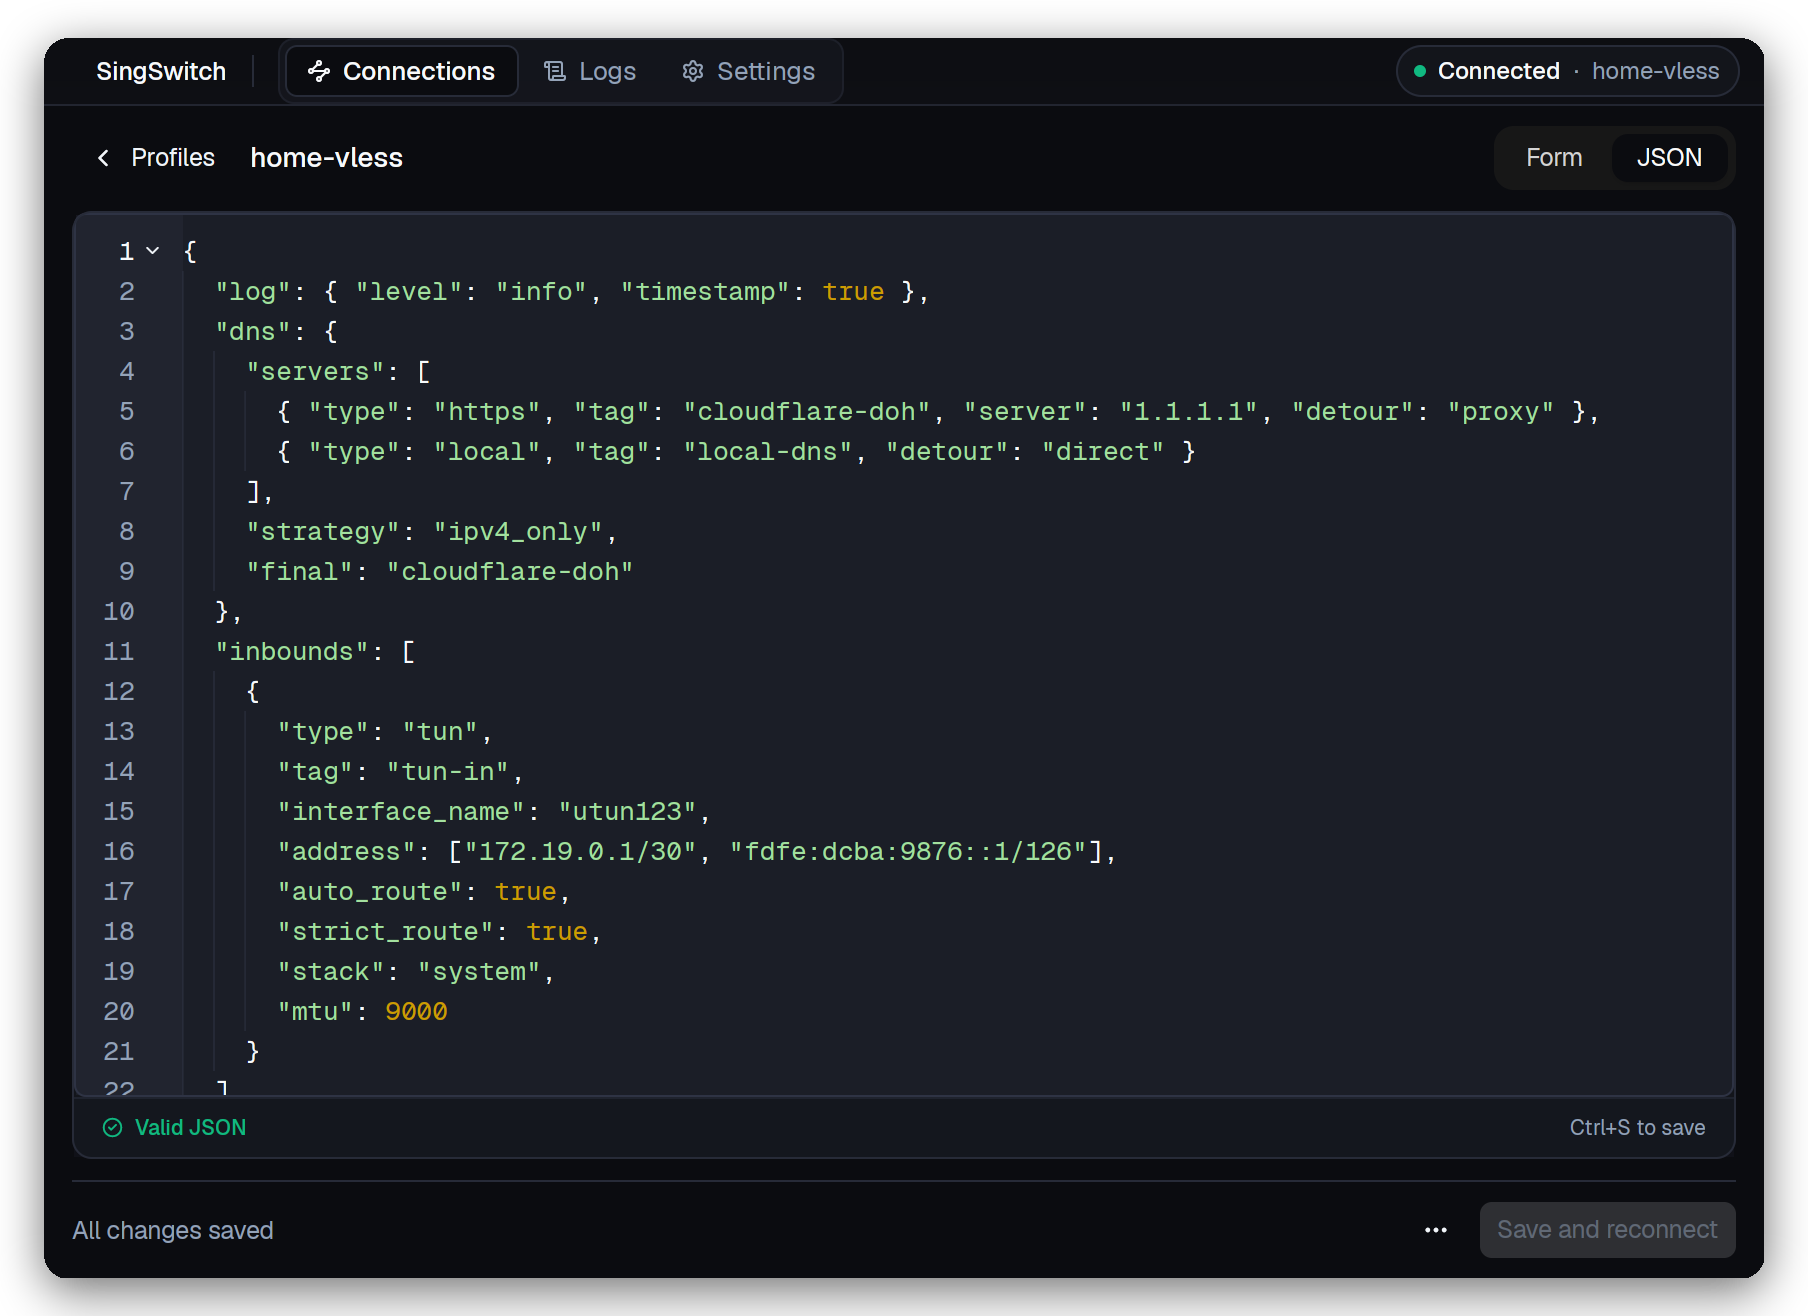 SingSwitch Connections Logs Settings Connected · home-vless
Profiles home-vless Form JSON
1 {
2 "log": { "level": "info", "timestamp": true },
3 "dns": {
4 "servers": [
5 { "type": "https", "tag": "cloudflare-doh", "server": "1.1.1.1", "detour": "proxy" },
6 { "type": "local", "tag": "local-dns", "detour": "direct" }
7 ],
8 "strategy": "ipv4_only",
9 "final": "cloudflare-doh"
10 },
11 "inbounds": [
12 {
13 "type": "tun",
14 "tag": "tun-in",
15 "interface_name": "utun123",
16 "address": ["172.19.0.1/30", "fdfe:dcba:9876::1/126"],
17 "auto_route": true,
18 "strict_route": true,
19 "stack": "system",
20 "mtu": 9000
21 }
22 ]
Valid JSON Ctrl+S to save
All changes saved ••• Save and reconnect